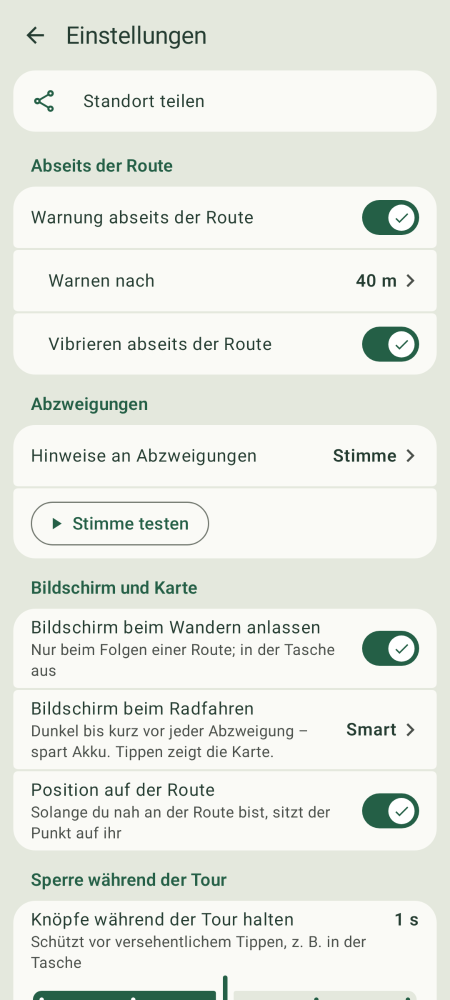 Einstellungen
Standort teilen
Abseits der Route
Warnung abseits der Route
Warnen nach
40 m
Vibrieren abseits der Route
Abzweigungen
Hinweise an Abzweigungen
Stimme
Stimme testen
Bildschirm und Karte
Bildschirm beim Wandern anlassen
Nur beim Folgen einer Route; in der Tasche
aus
Bildschirm beim Radfahren
Dunkel bis kurz vor jeder Abzweigung –
spart Akku. Tippen zeigt die Karte.
Smart
Position auf der Route
Solange du nah an der Route bist, sitzt der
Punkt auf ihr
Sperre während der Tour
Knöpfe während der Tour halten
1 s
Schützt vor versehentlichem Tippen, z. B. in der
Tasche